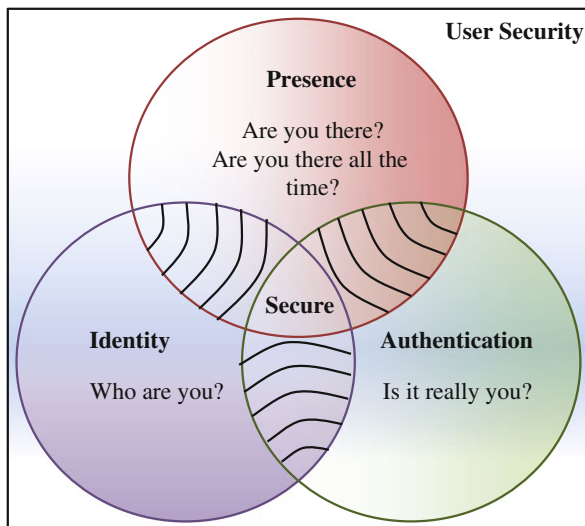 User Security
Presence
Are you there?
Are you there all the
time?
Secure
Identity
Who are you?
Authentication
Is it really you?